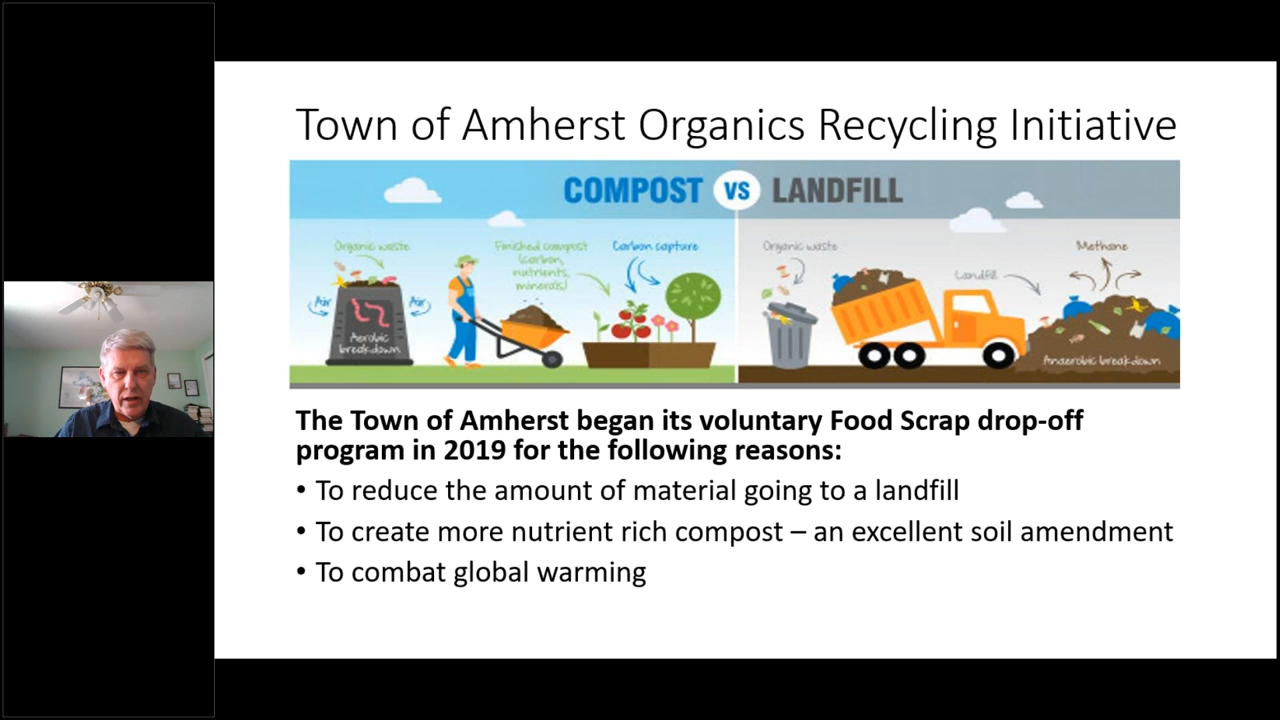 Town of Amherst Organics Recycling Initiative
COMPOST VS LANDFILL
Organic waste
Finished compost
(carbon,
nutrients,
minerals)
Carbon capture
Air
Air
Aerobic
breakdown
Organic waste
Landfill
Methane
Anaerobic breakdown
The Town of Amherst began its voluntary Food Scrap drop-off
program in 2019 for the following reasons:
• To reduce the amount of material going to a landfill
• To create more nutrient rich compost – an excellent soil amendment
• To combat global warming